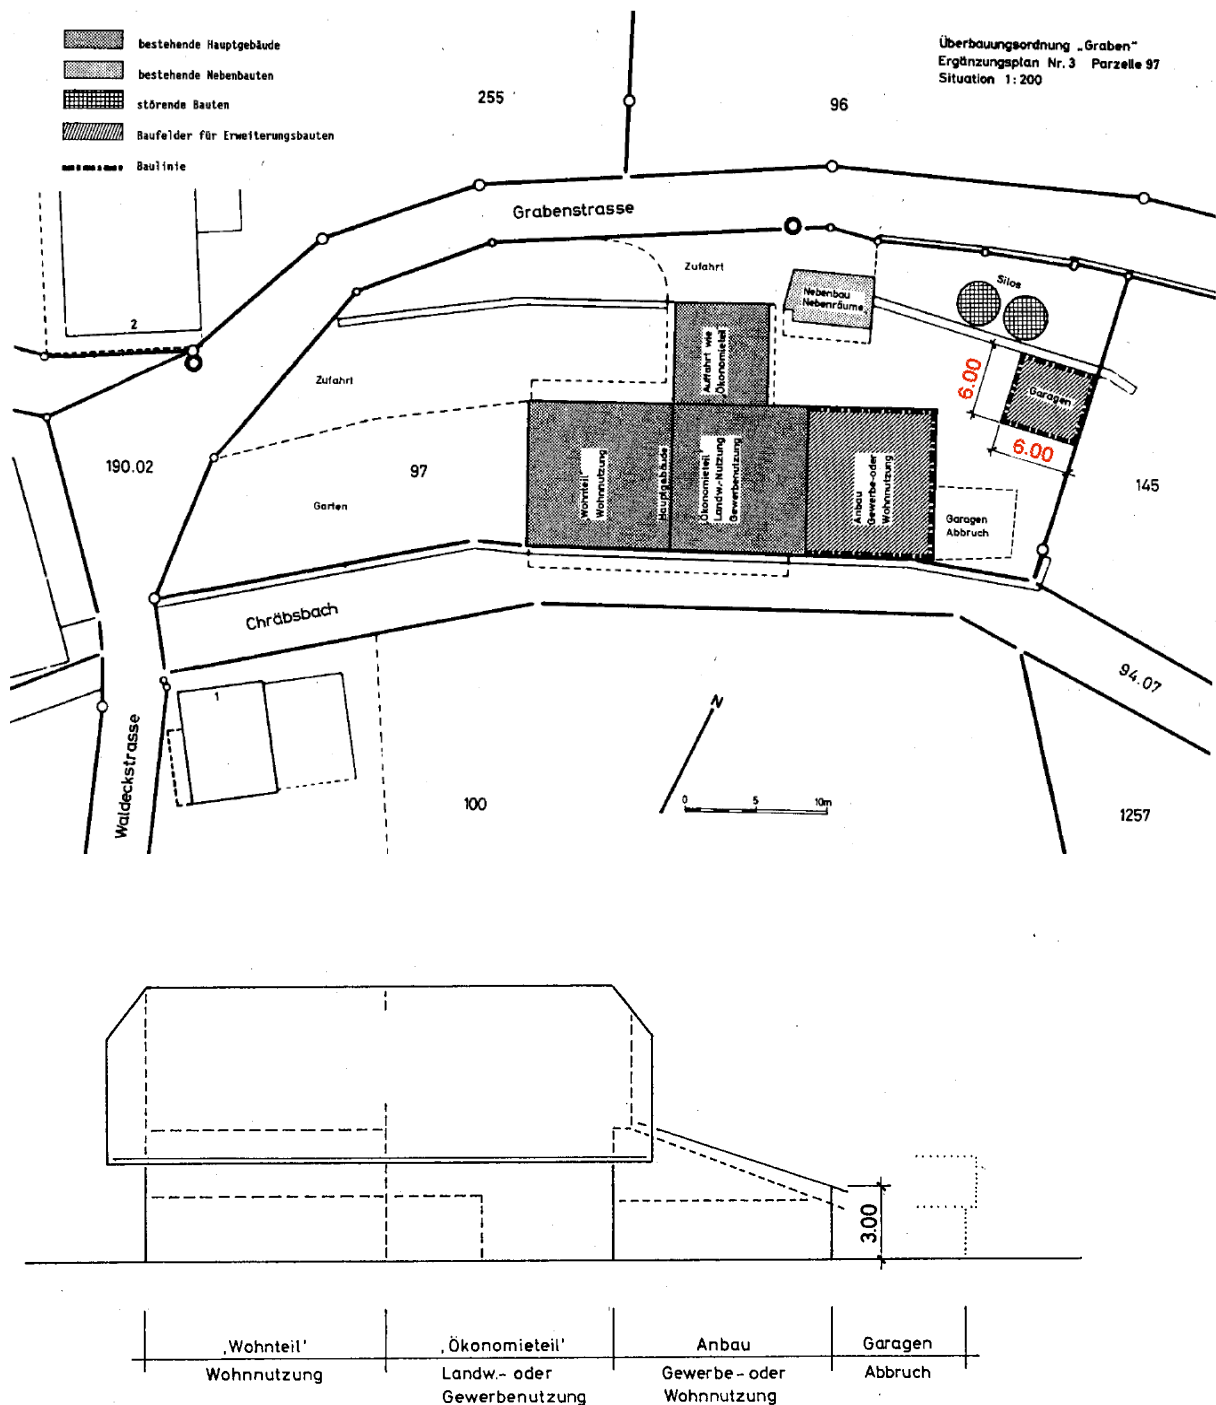 bestehende Hauptgebäude
bestehende Nebenbauten
störende Bauten
Baufelder für Erweiterungsbauten
Baulinie
Überbauungsordnung „Graben"
Ergänzungsplan Nr. 3 Parzelle 97
Situation 1:200
255
96
Grabenstrasse
Zufahrt
Silos
Nebenbau
Nebenräume
2
Auffahrt wie
Ökonomieteil
6.00
Garagen
6.00
Zufahrt
190.02
97
Garten
Wohnteil
Wohnnutzung
Hauptgebäude
Ökonomieteil
Landw.-Nutzung
Gewerbenutzung
Anbau
Gewerbe-oder
Wohnnutzung
Garagen
Abbruch
145
Chräbsbach
94.07
1
Waldeckstrasse
N
0 5 10m
100
1257
3.00
‚Wohnteil'
Wohnnutzung
‚Ökonomieteil'
Landw.- oder
Gewerbenutzung
Anbau
Gewerbe-oder
Wohnnutzung
Garagen
Abbruch